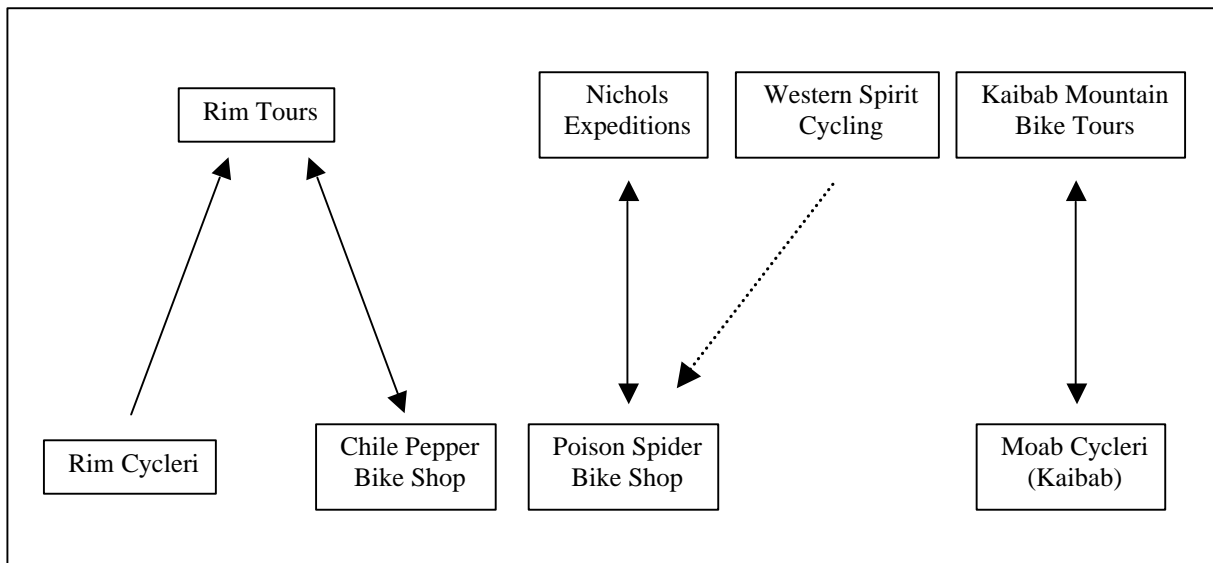 Rim Tours
Nichols
Expeditions
Western Spirit
Cycling
Kaibab Mountain
Bike Tours
Rim Cycleri
Chile Pepper
Bike Shop
Poison Spider
Bike Shop
Moab Cycleri
(Kaibab)